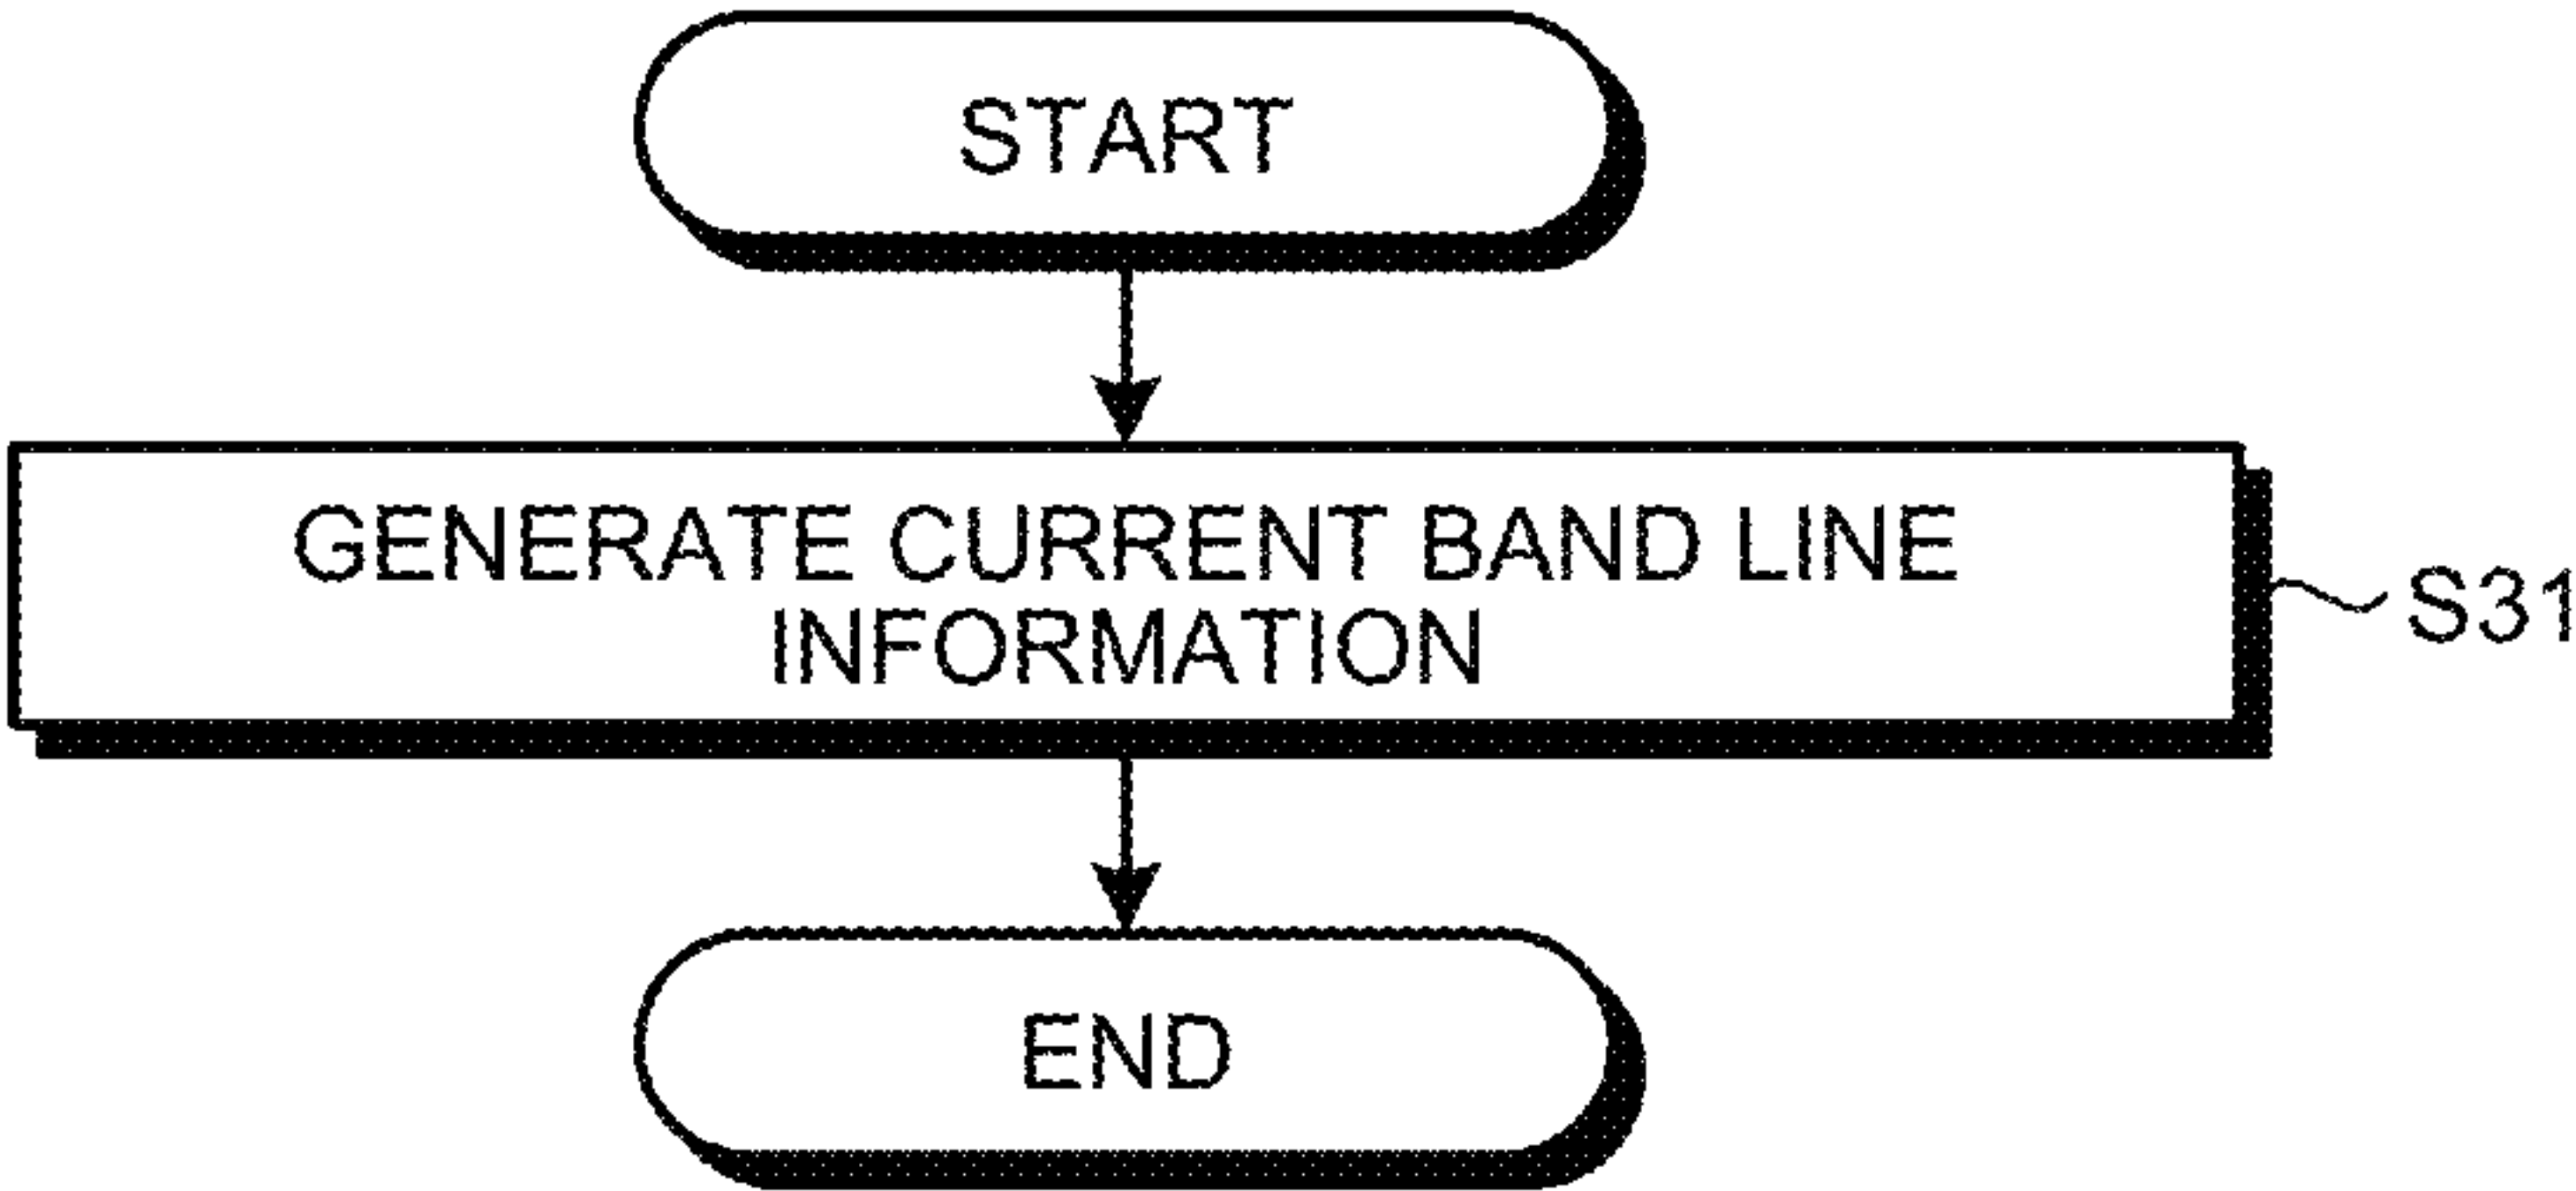 START
GENERATE CURRENT BAND LINE
INFORMATION
S31
END